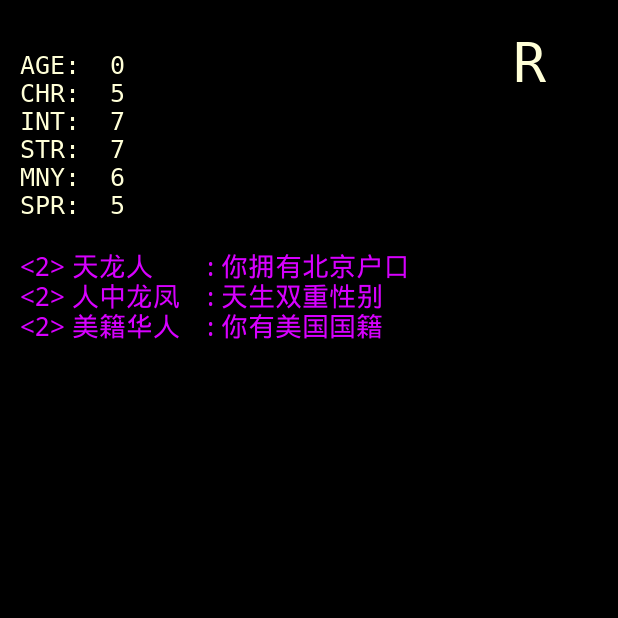 R
AGE: 0
CHR: 5
INT: 7
STR: 7
MNY: 6
SPR: 5
<2> 天龙人 :你拥有北京户口
<2> 人中龙凤 :天生双重性别
<2> 美籍华人 :你有美国国籍